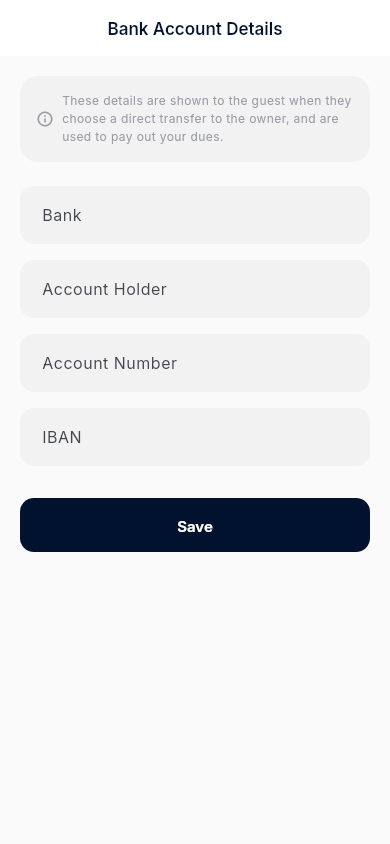 Bank Account Details
These details are shown to the guest when they
choose a direct transfer to the owner, and are
used to pay out your dues.
Bank
Account Holder
Account Number
IBAN
Save